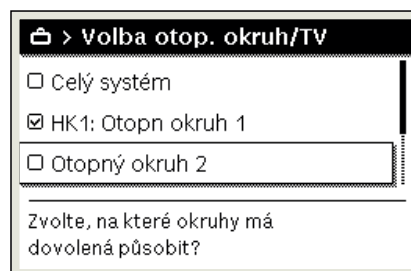 > Volba otop. okruh/TV
Celý systém
HK1: Otopn okruh 1
Otopný okruh 2
Zvolte, na které okruhy má
dovolená působit?